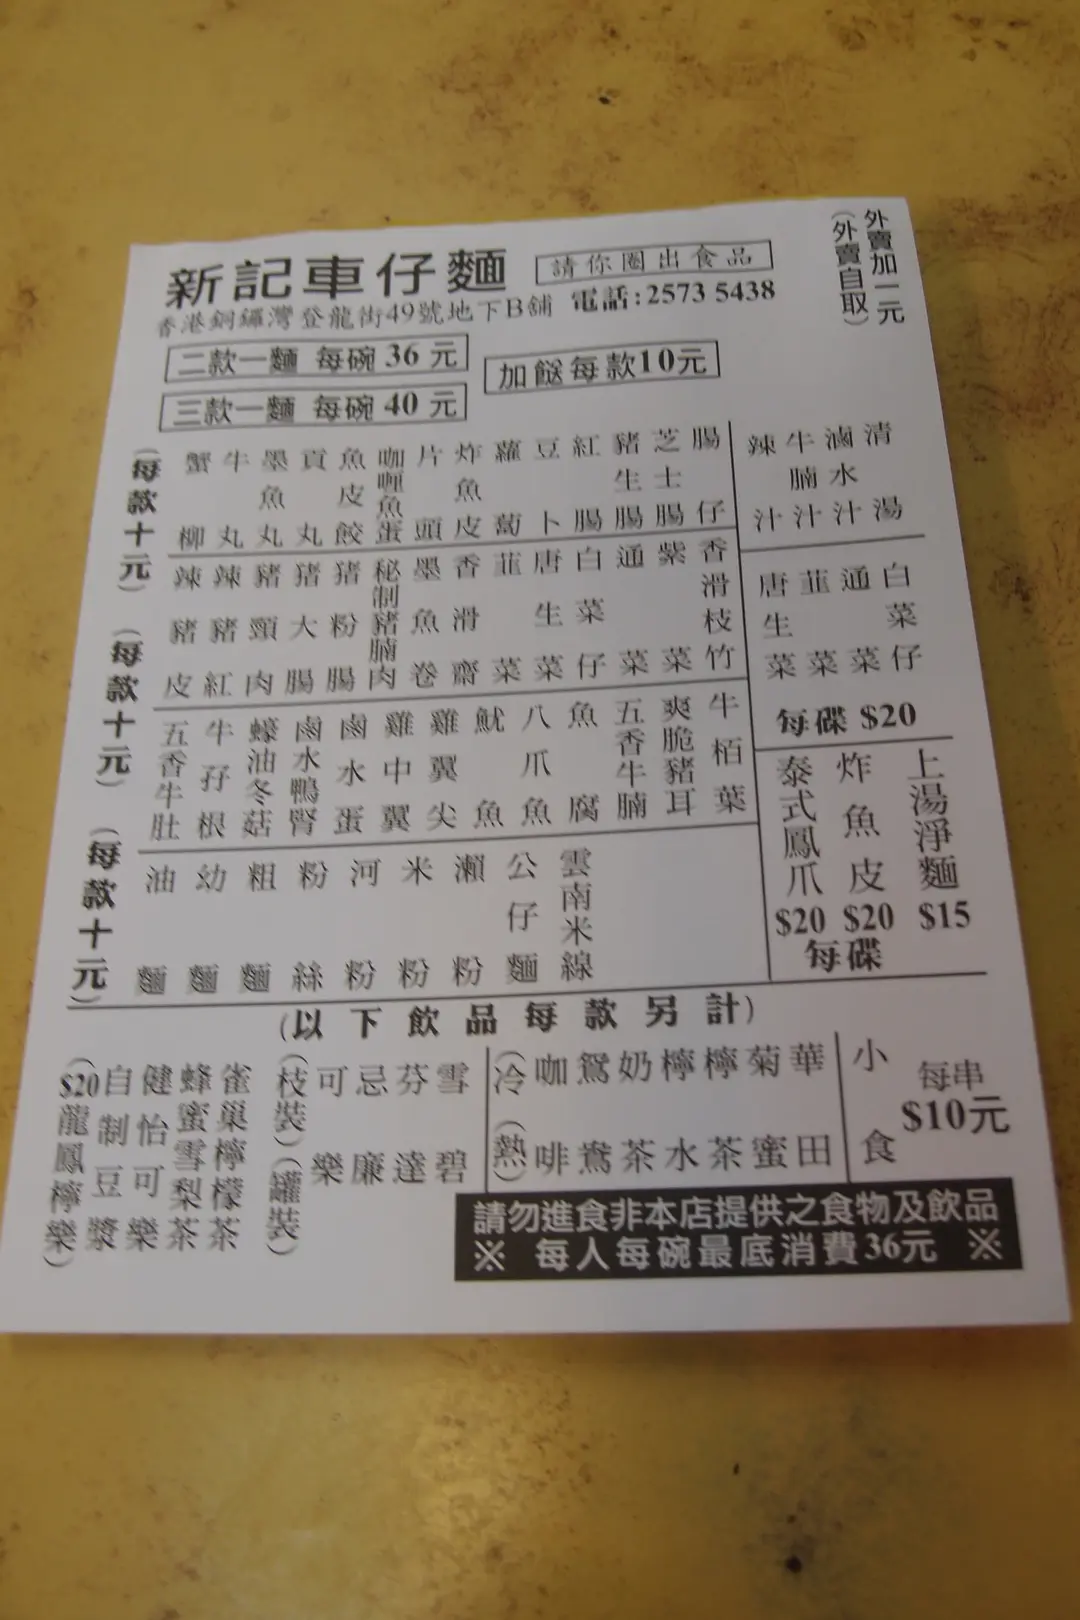 新記車仔麵
請你圈出食品
香港銅鑼灣登龍街49號地下B舖
電話:2573 5438
外賣加一元
(外賣自取)
二款一麵 每碗36元
三款一麵 每碗40元
加餸每款10元
(每款十元)
蟹柳
牛丸
墨魚丸
貢丸
魚皮餃
咖喱魚蛋
片頭
炸魚皮
蘿蔔
豆卜
紅腸
豬生腸
芝士腸
腸仔
辣汁
牛腩汁
滷水汁
清湯
(每款十元)
辣豬皮
辣豬紅
豬頸肉
猪大腸
猪粉腸
秘制豬腩肉
墨魚卷
香滑齋
韮菜
唐生菜
白菜仔
通菜
紫菜
香滑枝竹
唐生菜
韮菜
通菜
白菜仔
每碟 $20
(每款十元)
五香牛肚
牛孖根
蠔油冬菇
鹵水鴨腎
鹵水蛋
雞中翼
雞翼尖
魷魚
八爪魚
魚腐
五香牛腩
爽脆豬耳
牛栢葉
油麵
幼麵
粗麵
粉絲
河粉
米粉
瀨粉
公仔麵
雲南米線
泰式鳳爪 $20
炸魚皮 $20
每碟
上湯淨麵 $15
(以下飲品每款另計)
($20龍鳳檸樂)
自制豆漿
健怡可樂
蜂蜜雪梨茶
雀巢檸檬茶
(枝裝)(罐裝)
可樂
忌廉
芬達
雪碧
(冷)(熱)
咖啡
鴛鴦
奶茶
檸水
檸茶
菊蜜
華田
小食
每串
$10元
請勿進食非本店提供之食物及飲品
※ 每人每碗最底消費36元 ※